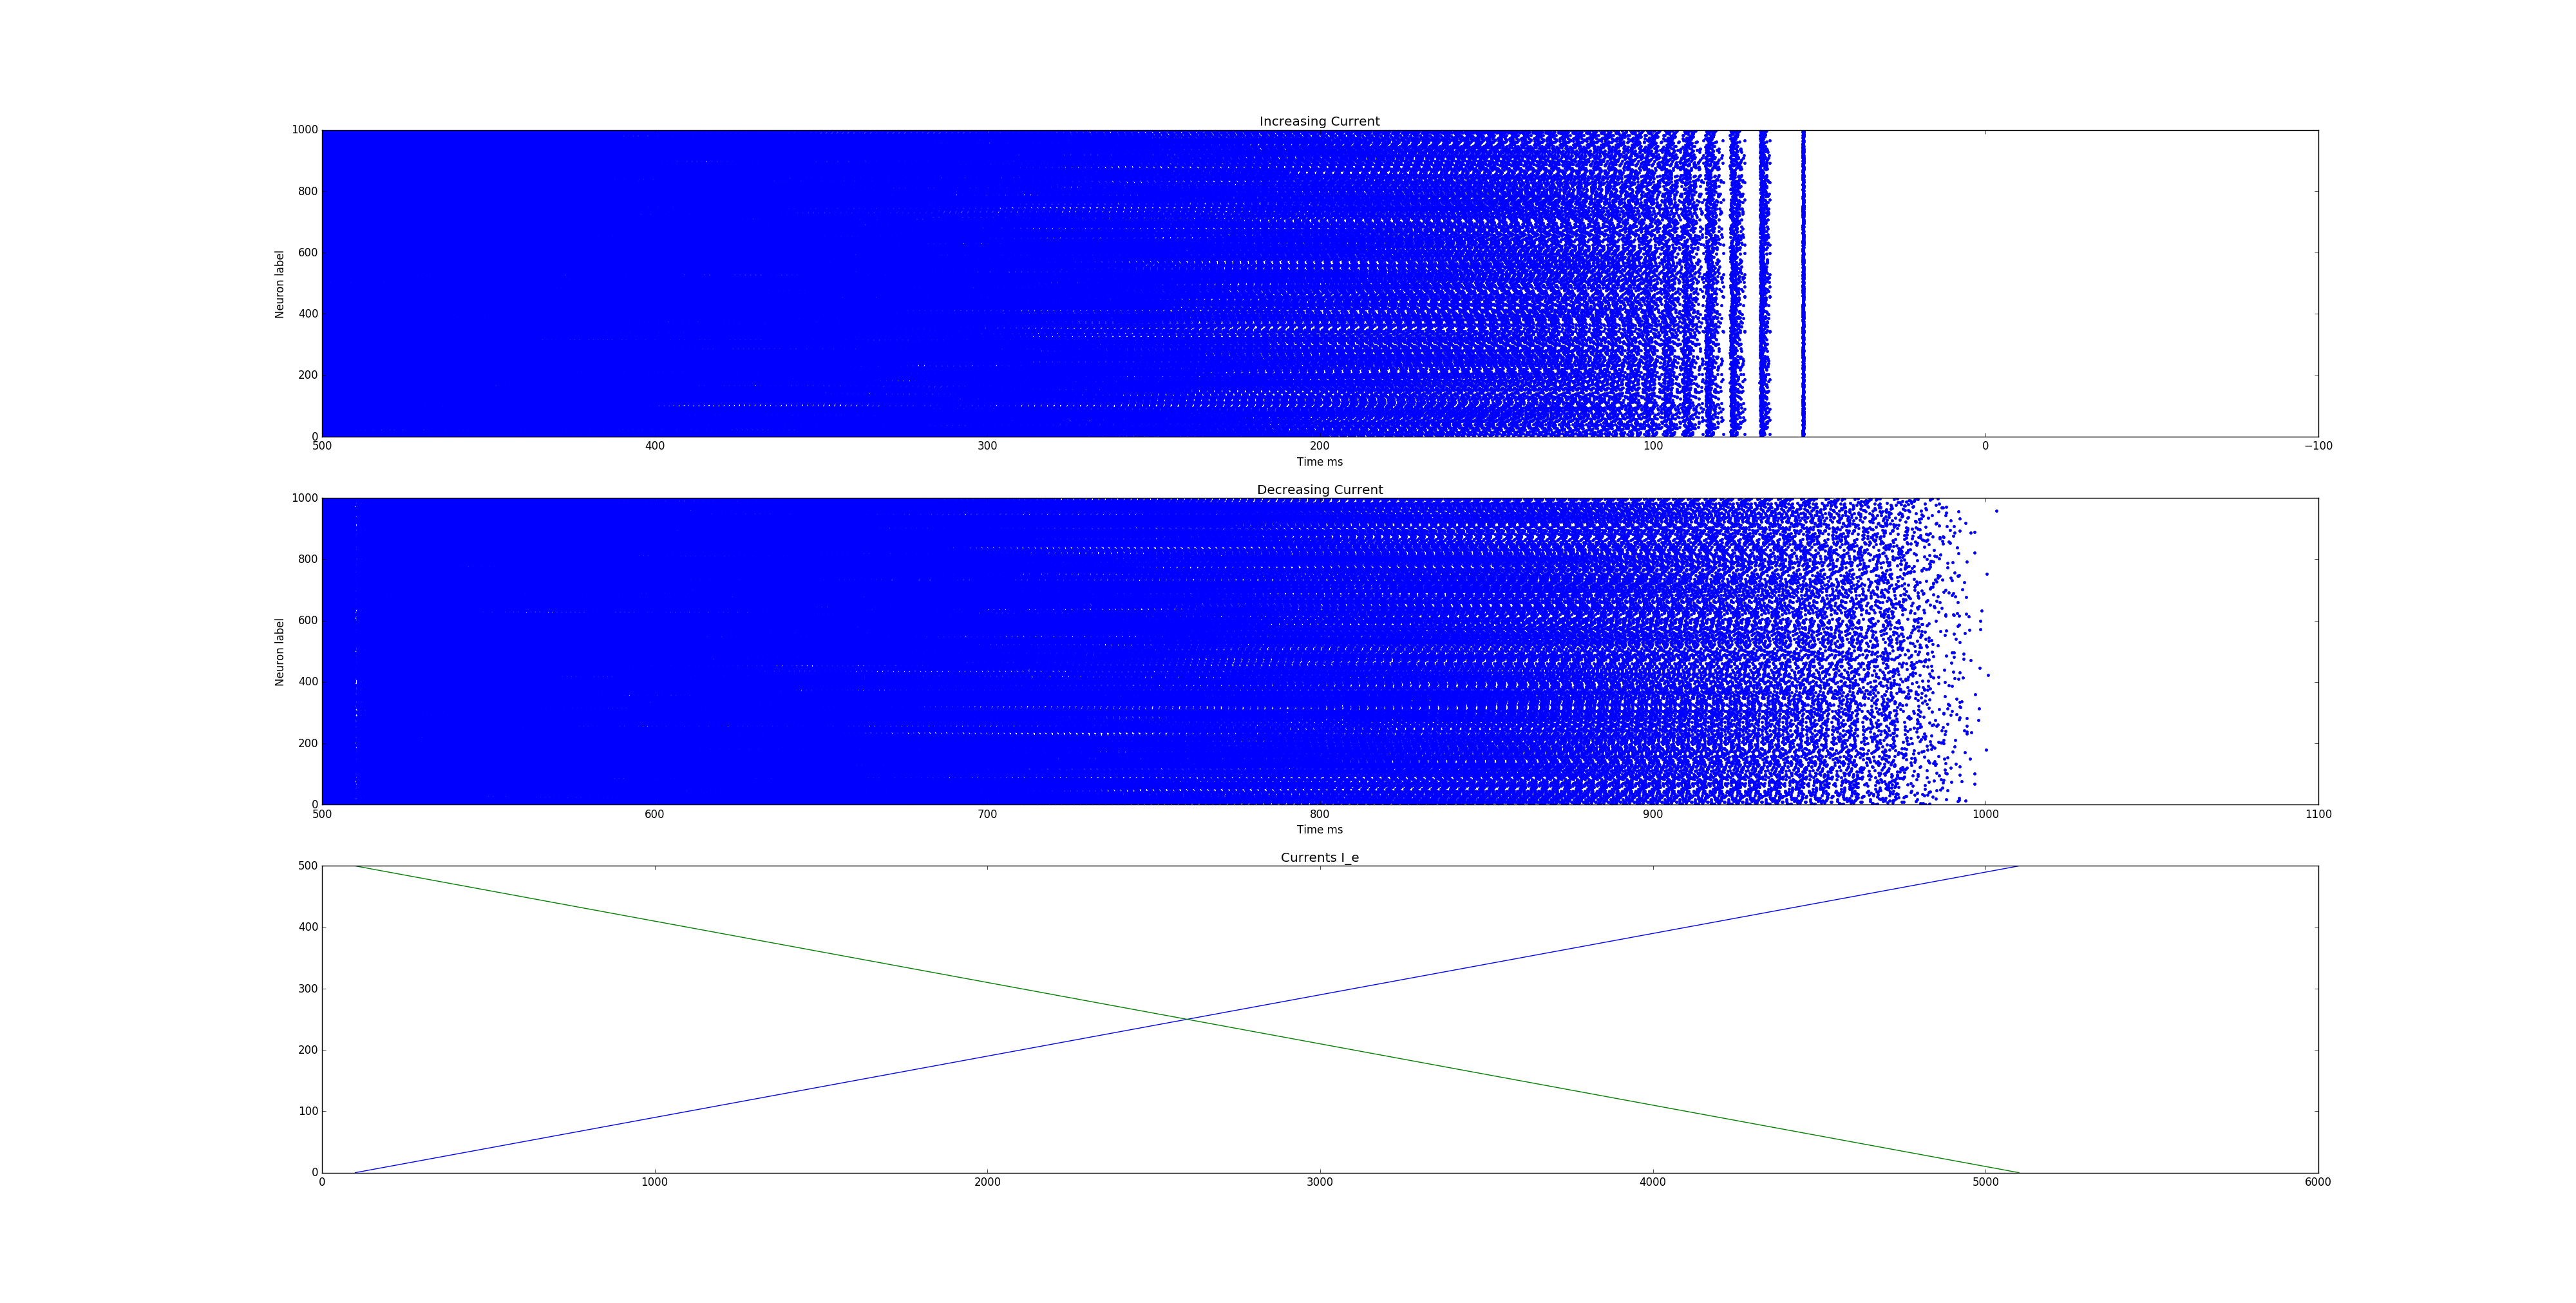 Increasing Current
1000
800
600
400
200
0
Neuron label
500 400 300 200 100 0 −100
Time ms
Decreasing Current
1000
800
600
400
200
0
Neuron label
500 600 700 800 900 1000 1100
Time ms
Currents I_e
500
400
300
200
100
0
0 1000 2000 3000 4000 5000 6000